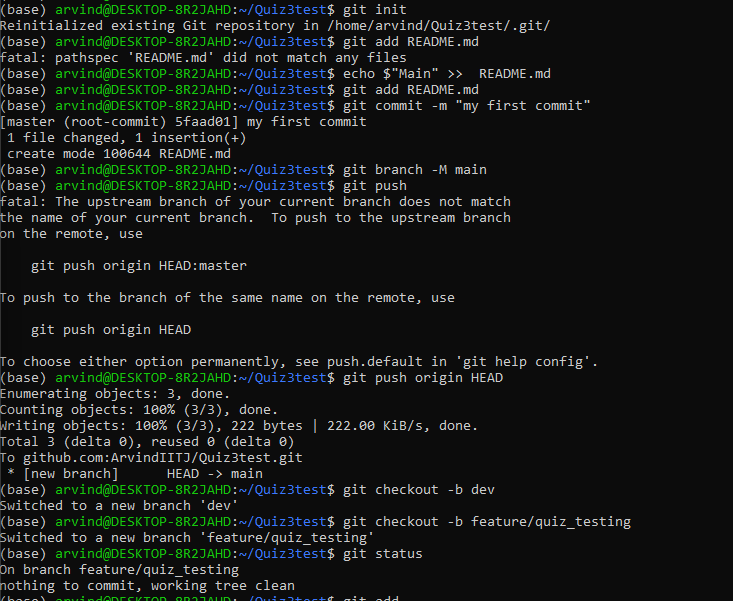 (base) arvind@DESKTOP-8R2JAHD:~/Quiz3test$ git init
Reinitialized existing Git repository in /home/arvind/Quiz3test/.git/
(base) arvind@DESKTOP-8R2JAHD:~/Quiz3test$ git add README.md
fatal: pathspec 'README.md' did not match any files
(base) arvind@DESKTOP-8R2JAHD:~/Quiz3test$ echo $"Main" >>  README.md
(base) arvind@DESKTOP-8R2JAHD:~/Quiz3test$ git add README.md
(base) arvind@DESKTOP-8R2JAHD:~/Quiz3test$ git commit -m "my first commit"
[master (root-commit) 5faad01] my first commit
 1 file changed, 1 insertion(+)
 create mode 100644 README.md
(base) arvind@DESKTOP-8R2JAHD:~/Quiz3test$ git branch -M main
(base) arvind@DESKTOP-8R2JAHD:~/Quiz3test$ git push
fatal: The upstream branch of your current branch does not match
the name of your current branch.  To push to the upstream branch
on the remote, use

    git push origin HEAD:master

To push to the branch of the same name on the remote, use

    git push origin HEAD

To choose either option permanently, see push.default in 'git help config'.
(base) arvind@DESKTOP-8R2JAHD:~/Quiz3test$ git push origin HEAD
Enumerating objects: 3, done.
Counting objects: 100% (3/3), done.
Writing objects: 100% (3/3), 222 bytes | 222.00 KiB/s, done.
Total 3 (delta 0), reused 0 (delta 0)
To github.com:ArvindIITJ/Quiz3test.git
 * [new branch]      HEAD -> main
(base) arvind@DESKTOP-8R2JAHD:~/Quiz3test$ git checkout -b dev
Switched to a new branch 'dev'
(base) arvind@DESKTOP-8R2JAHD:~/Quiz3test$ git checkout -b feature/quiz_testing
Switched to a new branch 'feature/quiz_testing'
(base) arvind@DESKTOP-8R2JAHD:~/Quiz3test$ git status
On branch feature/quiz_testing
nothing to commit, working tree clean
(base) arvind@DESKTOP-8R2JAHD:~/Quiz3test$ git add